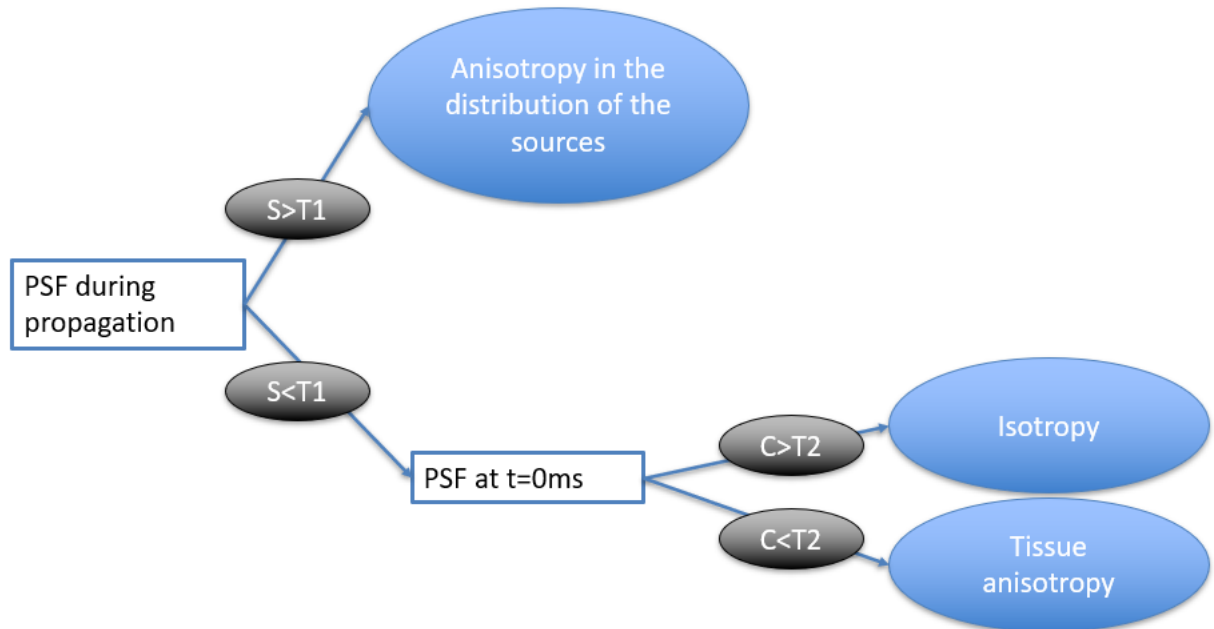 Anisotropy in the
distribution of the
sources
S>T1
PSF during
propagation
S<T1
PSF at t=0ms
C>T2
Isotropy
C<T2
Tissue
anisotropy